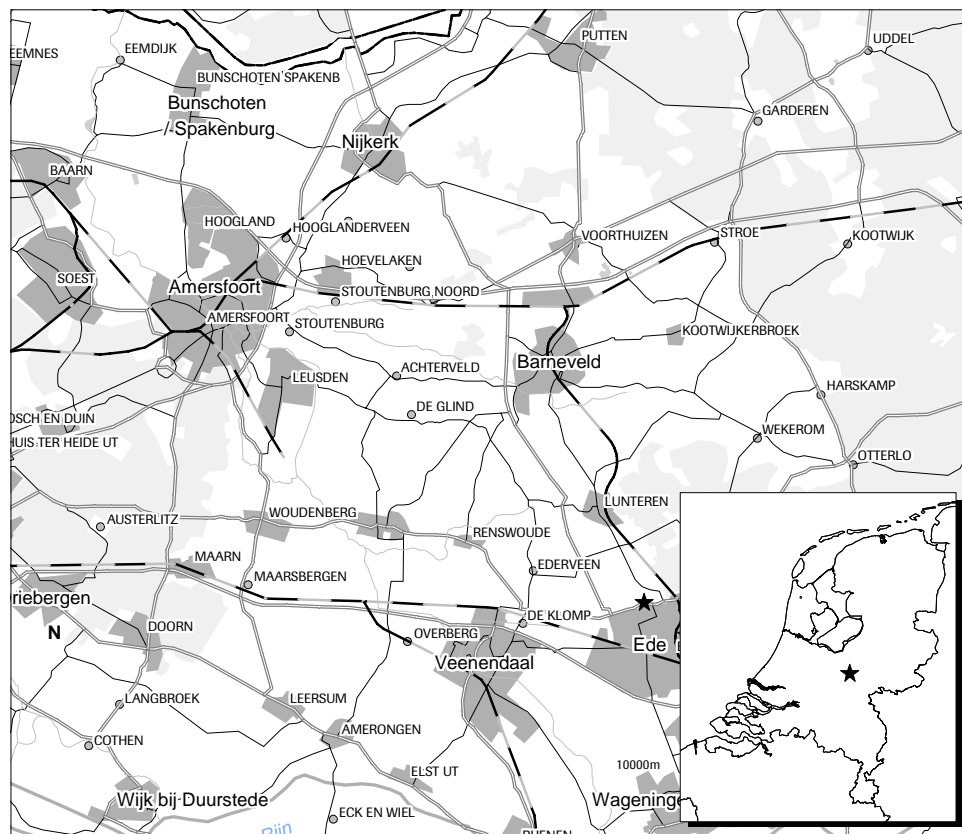 PUTTEN
UDDEL
EEMDIJK
EEMNES
BUNSCHOTEN SPAKENB
Bunschoten
/ Spakenburg
GARDEREN
Nijkerk
BAARN
HOOGLAND
HOOGLANDERVEEN
VOORTHUIZEN
STROE
KOOTWIJK
HOEVELAKEN
SOEST
Amersfoort
STOUTENBURG NOORD
AMERSFOORT
STOUTENBURG
KOOTWIJKERBROEK
Barneveld
ACHTERVELD
LEUSDEN
HARSKAMP
DE GLIND
OSCH EN DUIN
WEKEROM
HUIS TER HEIDE UT
OTTERLO
LUNTEREN
WOUDENBERG
AUSTERLITZ
RENSWOUDE
MAARN
EDERVEEN
MAARSBERGEN
Driebergen
DE KLOMP
N
DOORN
OVERBERG
Ede
Veenendaal
LANGBROEK
LEERSUM
AMERONGEN
COTHEN
10000m
ELST UT
Wijk bij Duurstede
Wageninge
ECK EN WIEL
Rijn
RHENEN